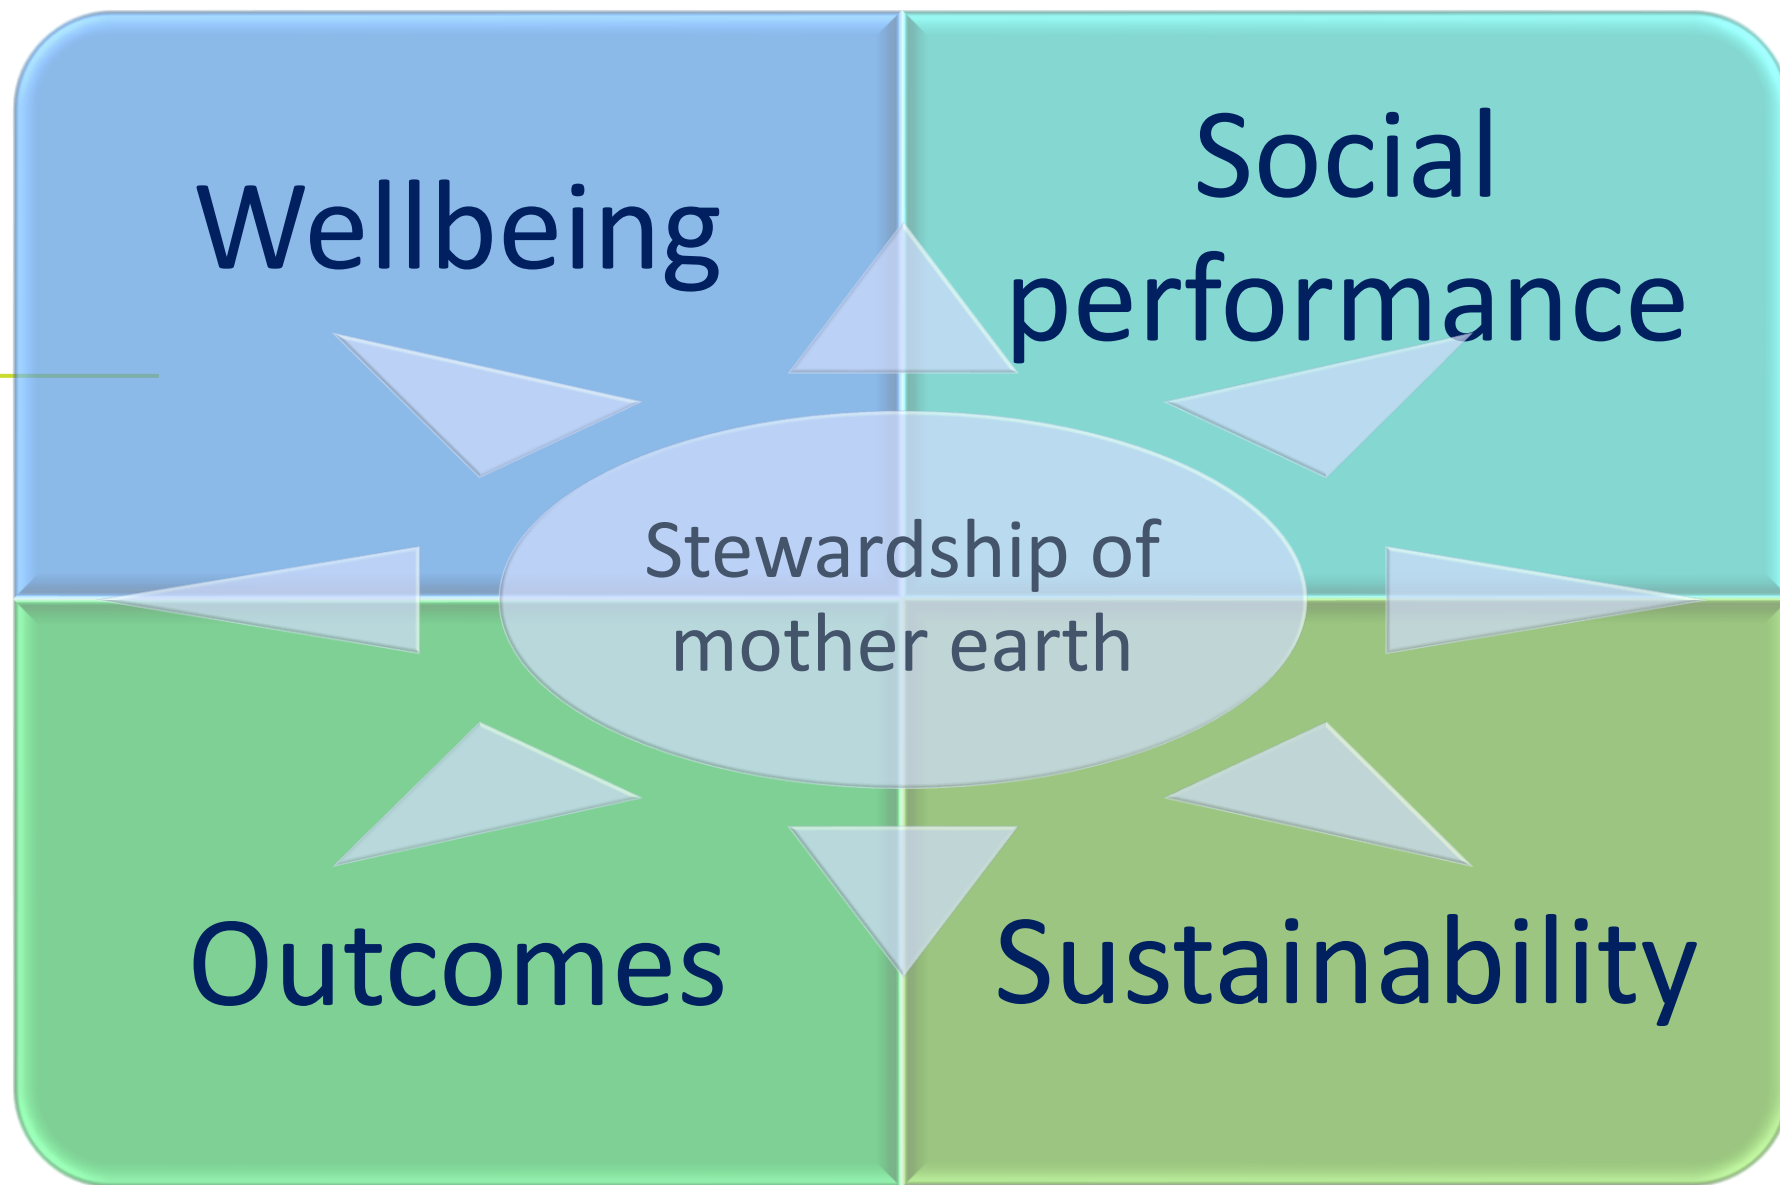 Wellbeing
Social
performance
Stewardship of
mother earth
Outcomes
Sustainability